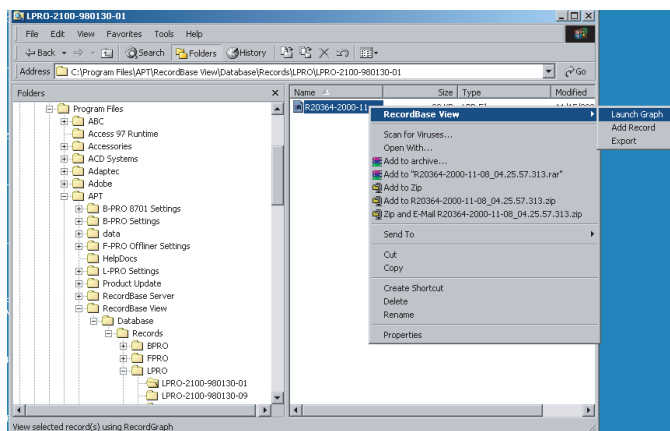 LPRO-2100-980130-01
File Edit View Favorites Tools Help
Back Search Folders History
Address C:\Program Files\APT\RecordBase View\Database\Records\LPRO\LPRO-2100-980130-01 Go
Folders
Name Size Type Modified
Program Files
ABC
Access 97 Runtime
Accessories
ACD Systems
Adaptec
Adobe
APT
B-PRO 8701 Settings
B-PRO Settings
data
F-PRO Offliner Settings
HelpDocs
L-PRO Settings
Product Update
RecordBase Server
RecordBase View
Database
Records
BPRO
FPRO
LPRO
LPRO-2100-980130-01
LPRO-2100-980130-09
R20364-2000-11
RecordBase View
Scan for Viruses...
Open With...
Add to archive...
Add to "R20364-2000-11-08_04.25.57.313.rar"
Add to Zip
Add to R20364-2000-11-08_04.25.57.313.zip
Zip and E-Mail R20364-2000-11-08_04.25.57.313.zip
Send To
Cut
Copy
Create Shortcut
Delete
Rename
Properties
Launch Graph
Add Record
Export
View selected record(s) using RecordGraph